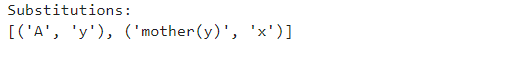 Substitutions:
[('A', 'y'), ('mother(y)', 'x')]